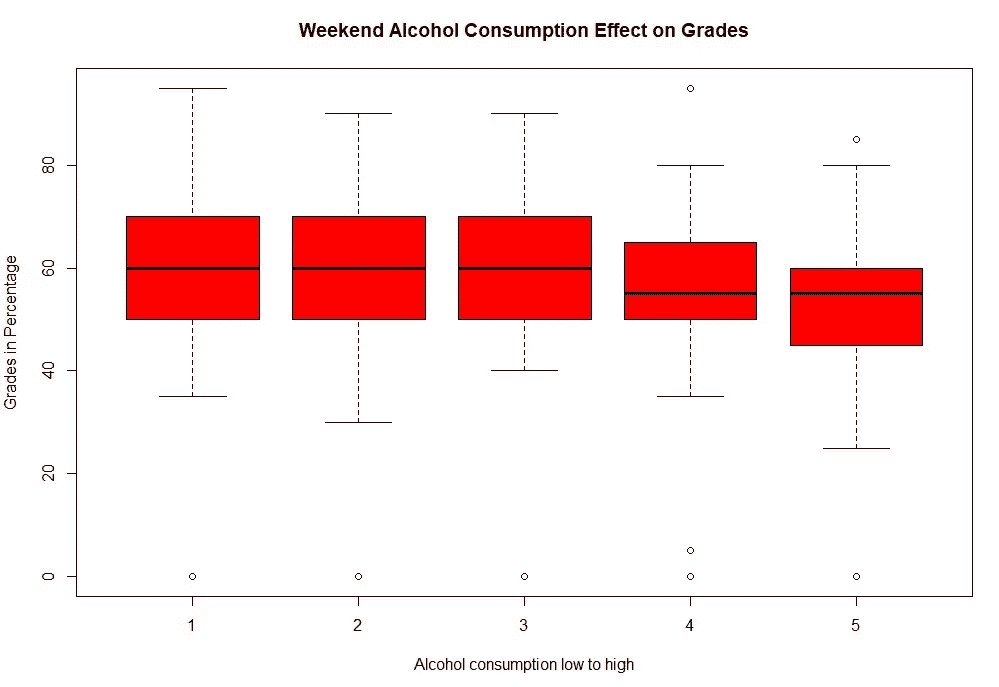 Weekend Alcohol Consumption Effect on Grades
Grades in Percentage
80
60
40
20
0
1 2 3 4 5
Alcohol consumption low to high